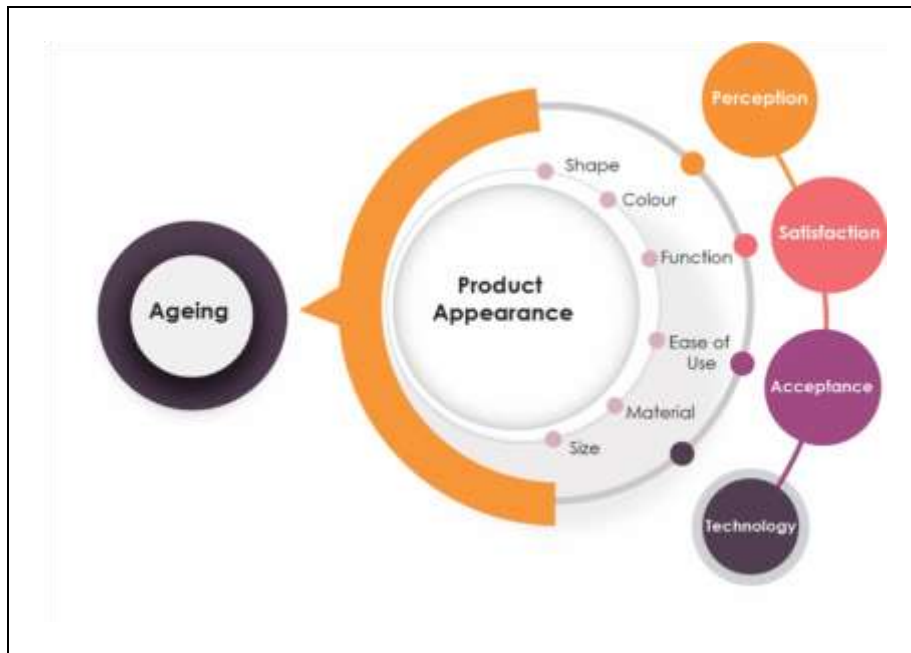 Perception
Shape
Colour
Satisfaction
Function
Product
Appearance
Ageing
Ease of
Use
Acceptance
Material
Size
Technology